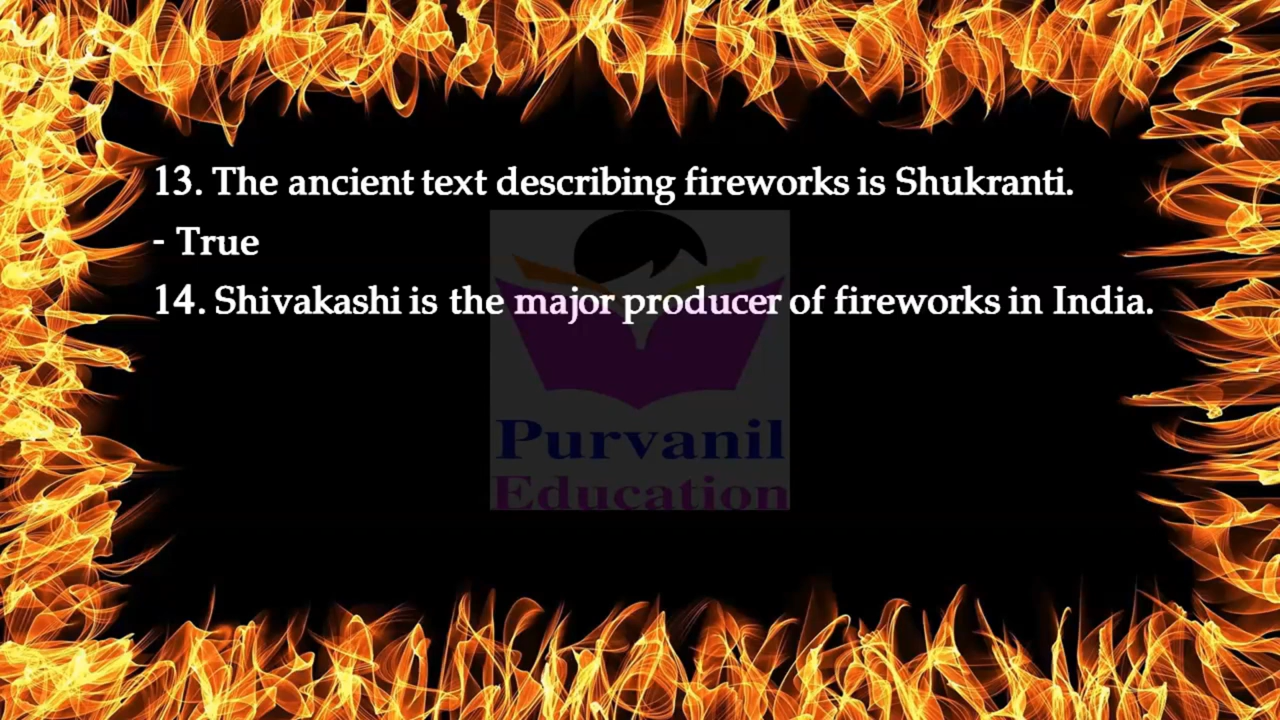 13. The ancient text describing fireworks is Shukranti.
- True
14. Shivakashi is the major producer of fireworks in India.
Purvanil
Education